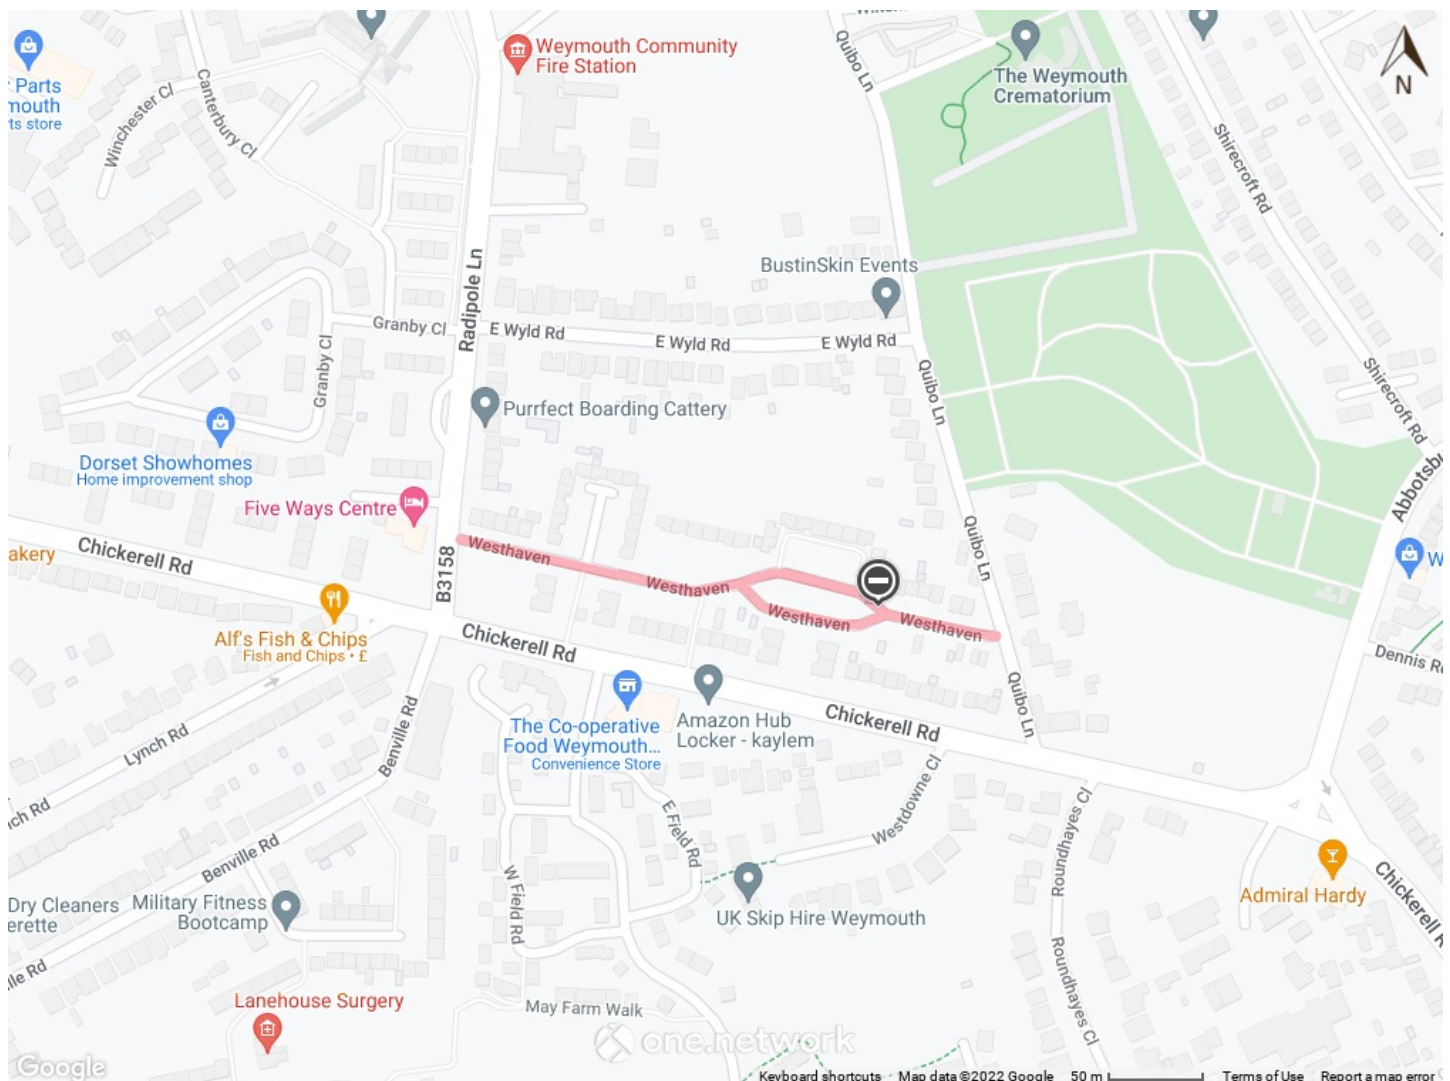 Weymouth Community
Fire Station
Quibo Ln
The Weymouth
Crematorium
N
Parts
mouth
ts store
Winchester Cl
Canterbury Cl
Shirecroft Rd
Radipole Ln
BustinSkin Events
Granby Cl
E Wyld Rd
E Wyld Rd
E Wyld Rd
Granby Cl
Quibo Ln
Shirecroft Rd
Purrfect Boarding Cattery
Dorset Showhomes
Home improvement shop
Five Ways Centre
Abbotsbu
Chickerell Rd
akery
B3158
Westhaven
Westhaven
Westhaven
Westhaven
Quibo Ln
W
Alf's Fish & Chips
Fish and Chips • £
Chickerell Rd
Dennis Rd
Quibo Ln
The Co-operative
Food Weymouth...
Convenience Store
Amazon Hub
Locker - kaylem
Chickerell Rd
Lynch Rd
Benville Rd
ch Rd
E Field Rd
Westdowne Cl
Roundhayes Cl
Benville Rd
W Field Rd
Admiral Hardy
Chickerell R
Dry Cleaners
erette
Military Fitness
Bootcamp
UK Skip Hire Weymouth
lle Rd
Roundhayes Cl
Lanehouse Surgery
May Farm Walk
one.network
Google
Keyboard shortcuts Map data ©2022 Google 50 m Terms of Use Report a map error